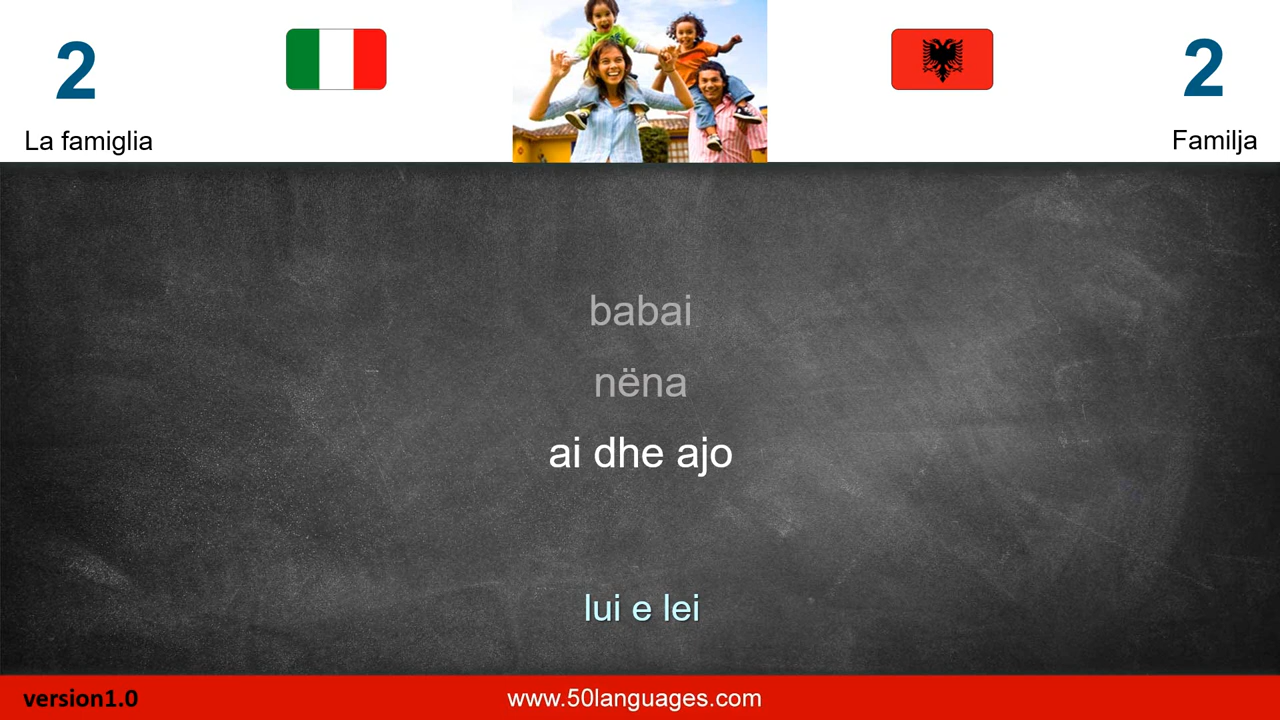 2
2
La famiglia
Familja
babai
nëna
ai dhe ajo
lui e lei
version1.0
www.50languages.com